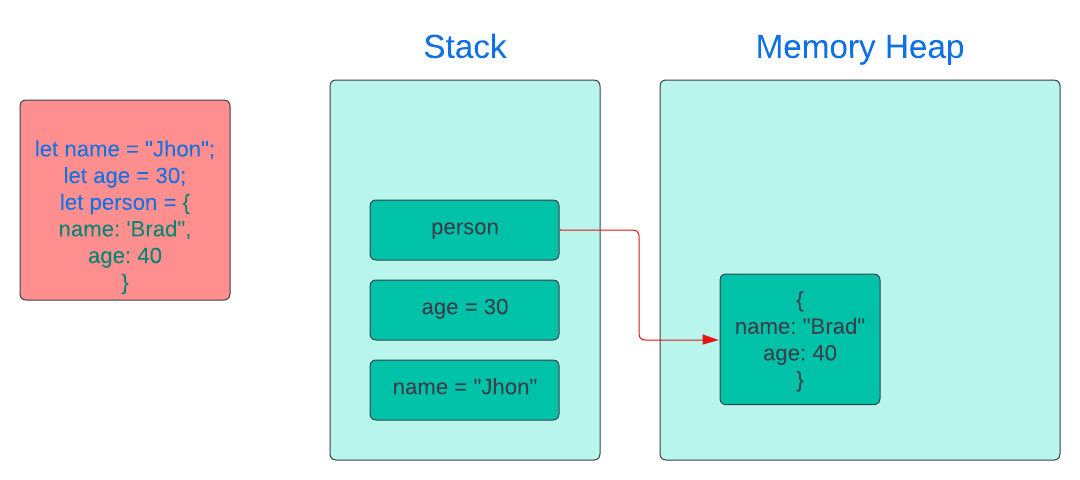 Stack
Memory Heap
let name = "Jhon";
let age = 30;
let person = {
name: 'Brad",
age: 40
}
person
age = 30
name = "Jhon"
{
name: "Brad"
age: 40
}